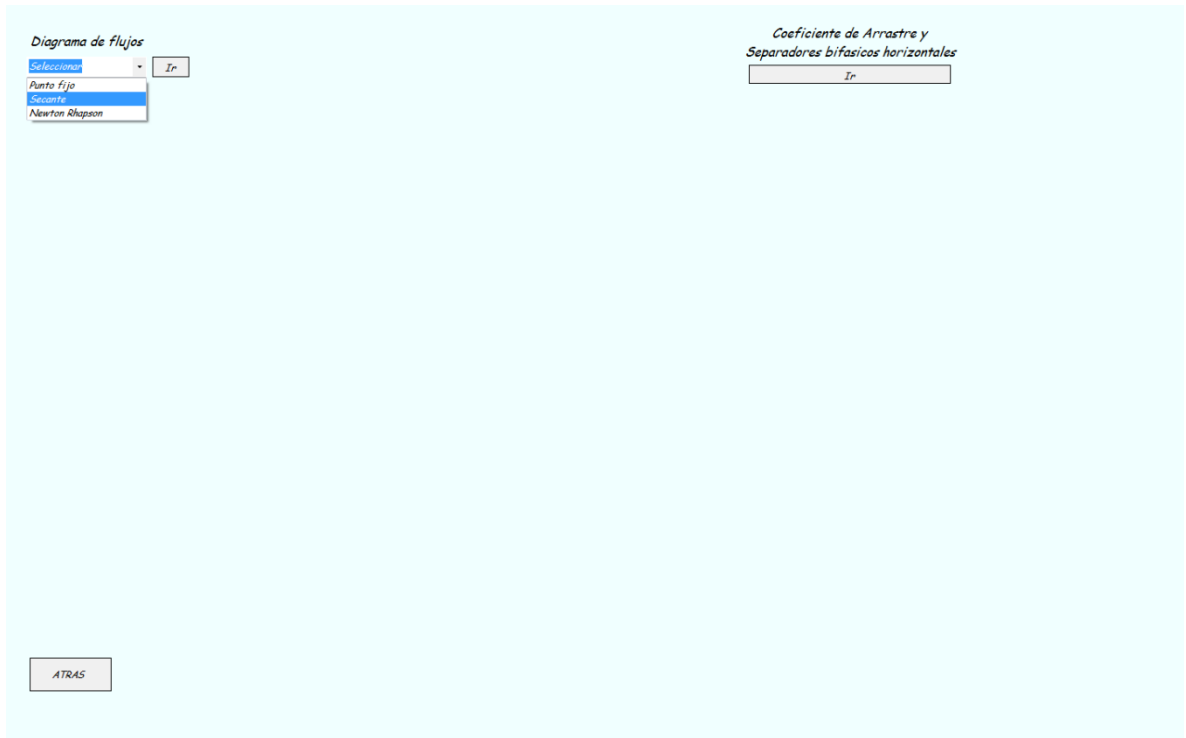 Diagrama de flujos
Seleccionar
Ir
Punto fijo
Secante
Newton Rhapson
Coeficiente de Arrastre y
Separadores bifasicos horizontales
Ir
ATRAS